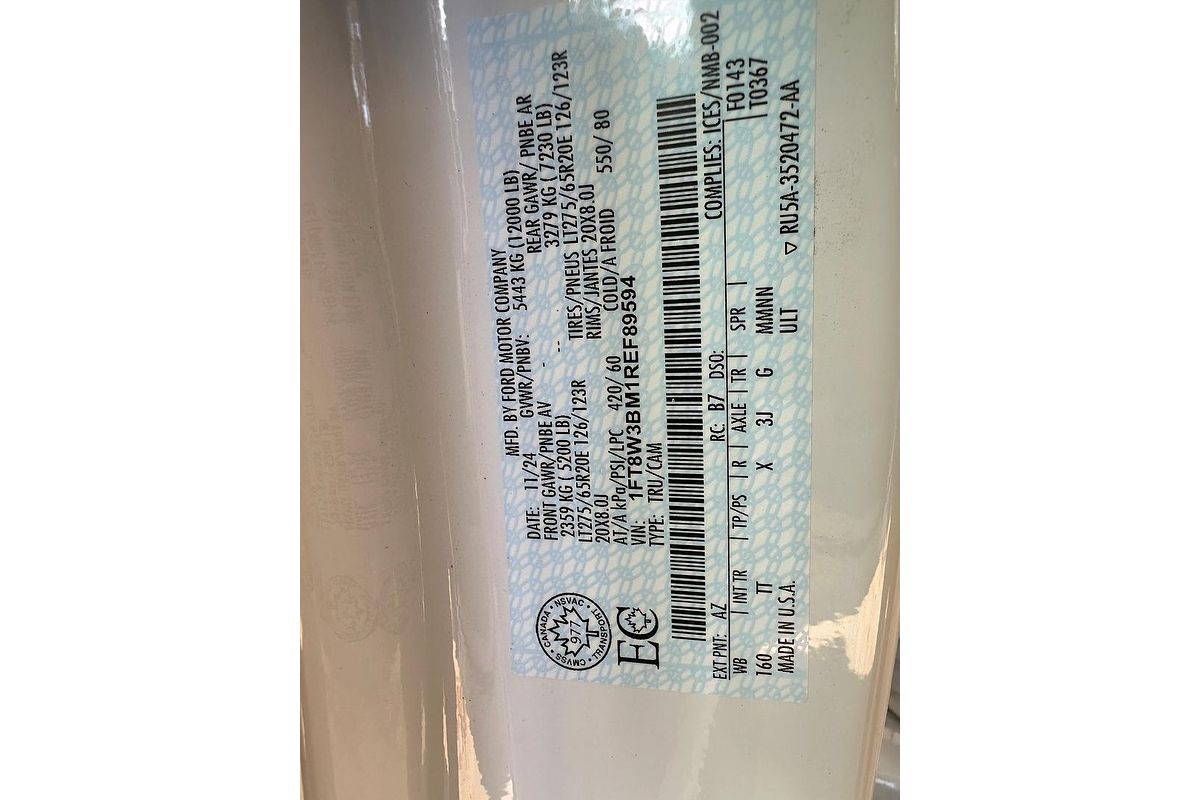 MFD. BY FORD MOTOR COMPANY
DATE: 11/24 GVWR/PNBV: 5443 KG (12000 LB)
FRONT GAWR/PNBE AV - REAR GAWR/ PNBE AR
2359 KG ( 5200 LB) -- 3279 KG ( 7230 LB)
LT275/65R20E 126/123R TIRES/PNEUS LT275/65R20E 126/123R
20X8.0J RIMS/JANTES 20X8.0J
AT/A kPa/PSI/LPC 420/ 60 COLD/A FROID 550/ 80
VIN: 1FT8W3BM1REF89594
TYPE: TRU/CAM
CANADA • NSVAC • TRANSPORT • CMVSS •
977
EC
COMPLIES: ICES/NMB-002
EXT PNT: AZ RC: B7 DSO: F0143
WB | INT TR | TP/PS | R | AXLE | TR | SPR | T0367
160 TT X 3J G MMNN
MADE IN U.S.A. ULT ▽ RU5A-3520472-AA